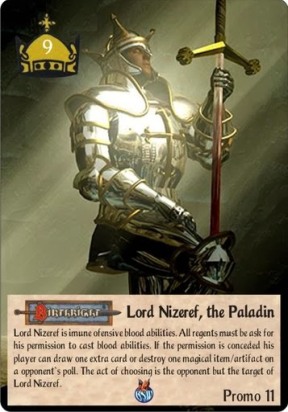 9
BIRTHRIGHT
Lord Nizeref, the Paladin
Lord Nizeref is imune ofensive blood abilities. All regents must be ask for
his permission to cast blood abilities. If the permission is conceded his
player can draw one extra card or destroy one magical item/artifact on
a opponent's poll. The act of choosing is the opponent but the target of
Lord Nizeref.
Promo 11